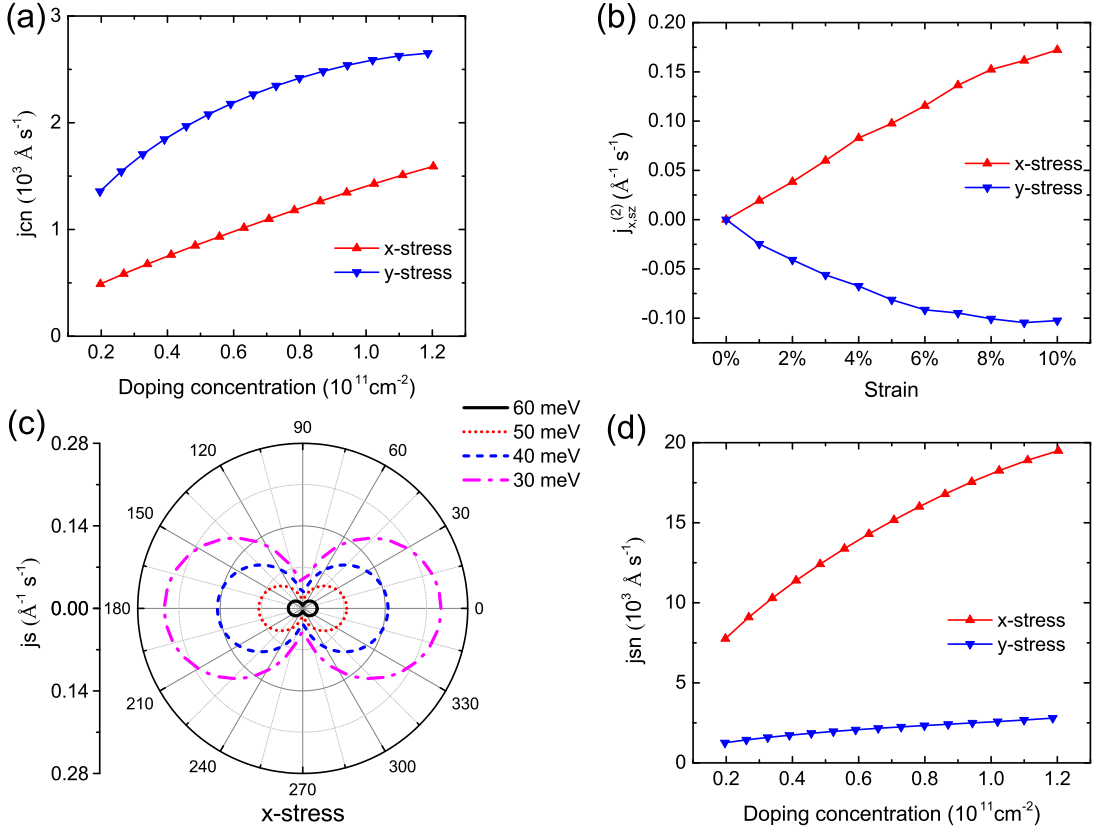 (a)
3
2
1
0
jcn (10³ Å s⁻¹)
x-stress
y-stress
0.2 0.4 0.6 0.8 1.0 1.2
Doping concentration (10¹¹cm⁻²)
(b)
0.20
0.15
0.10
0.05
0.00
-0.05
-0.10
j_{x,sz}^{(2)} (Å⁻¹ s⁻¹)
x-stress
y-stress
0% 2% 4% 6% 8% 10%
Strain
(c)
60 meV
50 meV
40 meV
30 meV
0.28
0.14
0.00
0.14
0.28
js (Å⁻¹ s⁻¹)
90
120 60
150 30
180 0
210 330
240 300
270
x-stress
(d)
20
15
10
5
0
jsn (10³ Å s⁻¹)
x-stress
y-stress
0.2 0.4 0.6 0.8 1.0 1.2
Doping concentration (10¹¹cm⁻²)